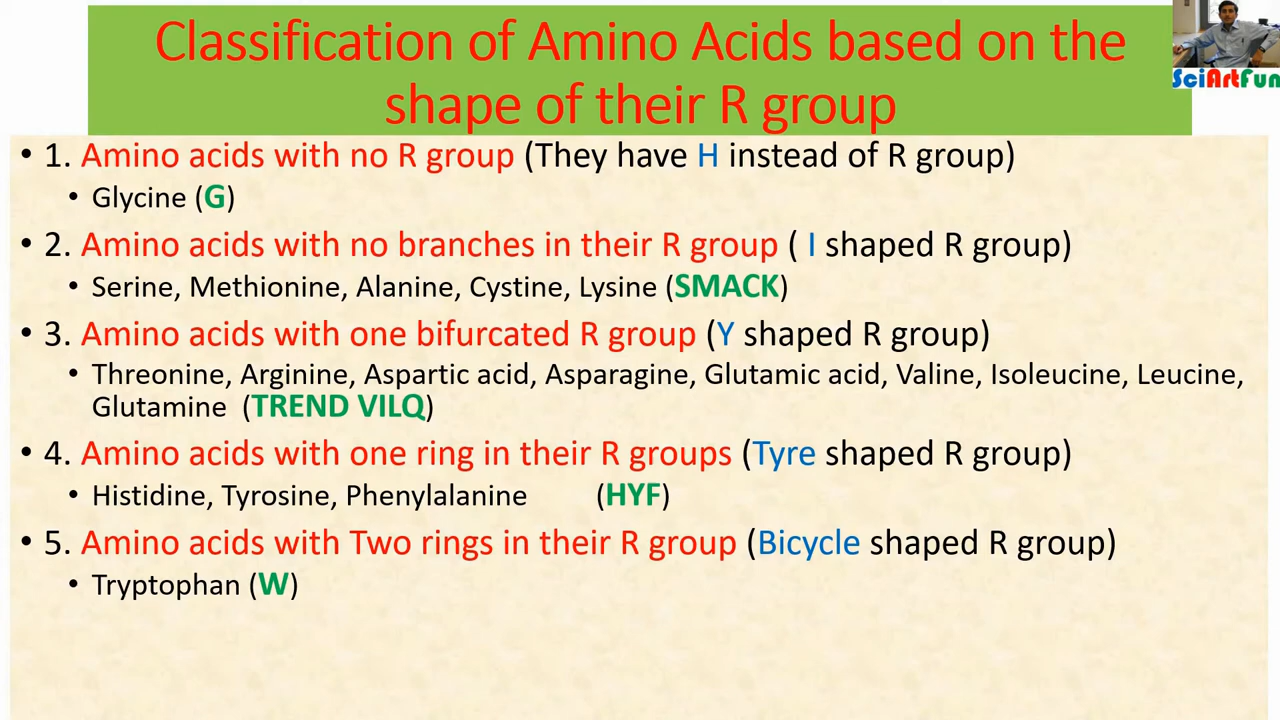 Classification of Amino Acids based on the
shape of their R group
SciArtFun
• 1. Amino acids with no R group (They have H instead of R group)
• Glycine (G)
• 2. Amino acids with no branches in their R group ( I shaped R group)
• Serine, Methionine, Alanine, Cystine, Lysine (SMACK)
• 3. Amino acids with one bifurcated R group (Y shaped R group)
• Threonine, Arginine, Aspartic acid, Asparagine, Glutamic acid, Valine, Isoleucine, Leucine,
Glutamine (TREND VILQ)
• 4. Amino acids with one ring in their R groups (Tyre shaped R group)
• Histidine, Tyrosine, Phenylalanine (HYF)
• 5. Amino acids with Two rings in their R group (Bicycle shaped R group)
• Tryptophan (W)